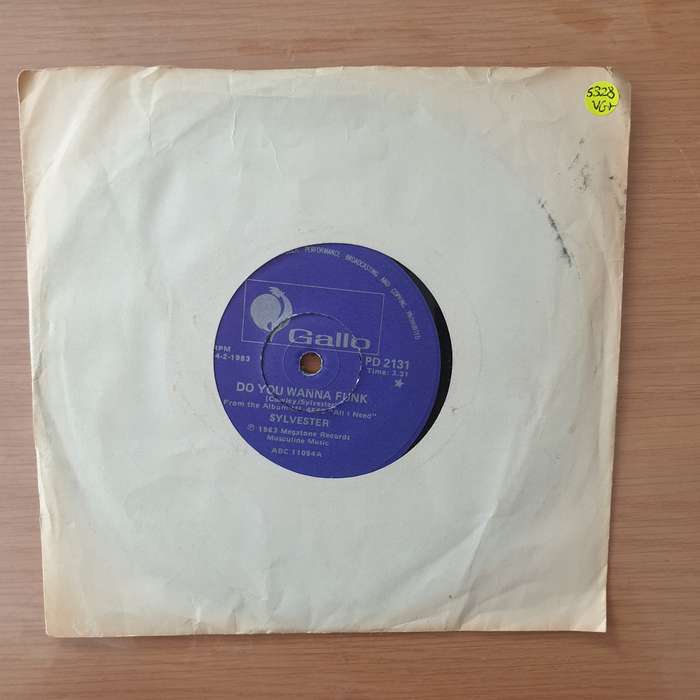 5328
VG+
PERFORMANCE BROADCASTING AND COPYING PROHIBITED
Gallo
RPM
4-2-1983
PD 2131
Time: 3.31
DO YOU WANNA FUNK
(Cowley/Sylvester)
From the Album "All I Need"
SYLVESTER
℗ 1983 Megatone Records
Masculine Music
ABC 11094A